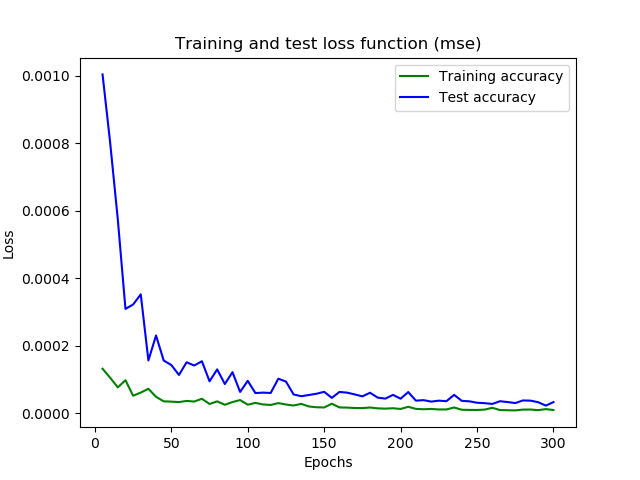 Training and test loss function (mse)
Training accuracy
Test accuracy
0.0010
0.0008
0.0006
0.0004
0.0002
0.0000
Loss
0 50 100 150 200 250 300
Epochs